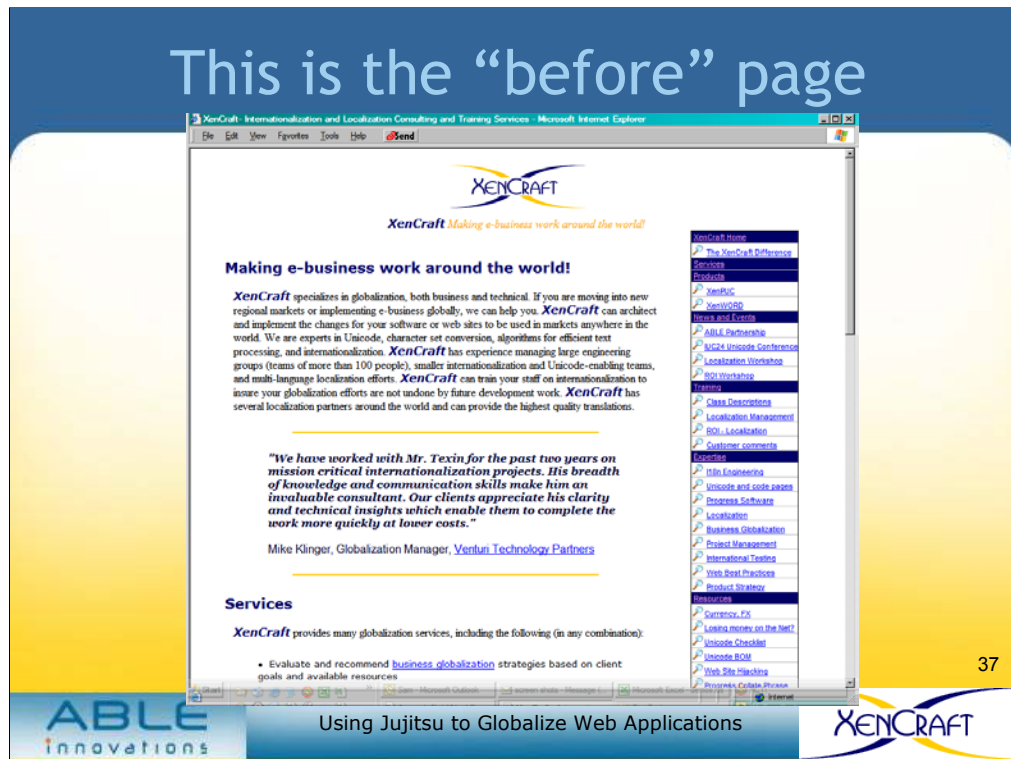 This is the “before” page
XenCraft- Internationalization and Localization Consulting and Training Services - Microsoft Internet Explorer
File Edit View Favorites Tools Help Send
XENCRAFT
XenCraft Making e-business work around the world!
Making e-business work around the world!
XenCraft specializes in globalization, both business and technical. If you are moving into new
regional markets or implementing e-business globally, we can help you. XenCraft can architect
and implement the changes for your software or web sites to be used in markets anywhere in the
world. We are experts in Unicode, character set conversion, algorithms for efficient text
processing, and internationalization. XenCraft has experience managing large engineering
groups (teams of more than 100 people), smaller internationalization and Unicode-enabling teams,
and multi-language localization efforts. XenCraft can train your staff on internationalization to
insure your globalization efforts are not undone by future development work. XenCraft has
several localization partners around the world and can provide the highest quality translations.
"We have worked with Mr. Texin for the past two years on
mission critical internationalization projects. His breadth
of knowledge and communication skills make him an
invaluable consultant. Our clients appreciate his clarity
and technical insights which enable them to complete the
work more quickly at lower costs."
Mike Klinger, Globalization Manager, Venturi Technology Partners
Services
XenCraft provides many globalization services, including the following (in any combination):
• Evaluate and recommend business globalization strategies based on client
goals and available resources
XenCraft Home
The XenCraft Difference
Services
Products
XenPUC
XenWORD
News and Events
ABLE Partnership
IUC24 Unicode Conference
Localization Workshop
ROI Workshop
Training
Class Descriptions
Localization Management
ROI - Localization
Customer comments
Expertise
I18n Engineering
Unicode and code pages
Progress Software
Localization
Business Globalization
Project Management
International Testing
Web Best Practices
Product Strategy
Resources
Currency, FX
Losing money on the Net?
Unicode Checklist
Unicode BOM
Web Site Hijacking
Progress Collate Phrase
Start Sam - Microsoft Outlook screen shots - Message Microsoft Excel Internet
37
ABLE
innovations
Using Jujitsu to Globalize Web Applications
XENCRAFT